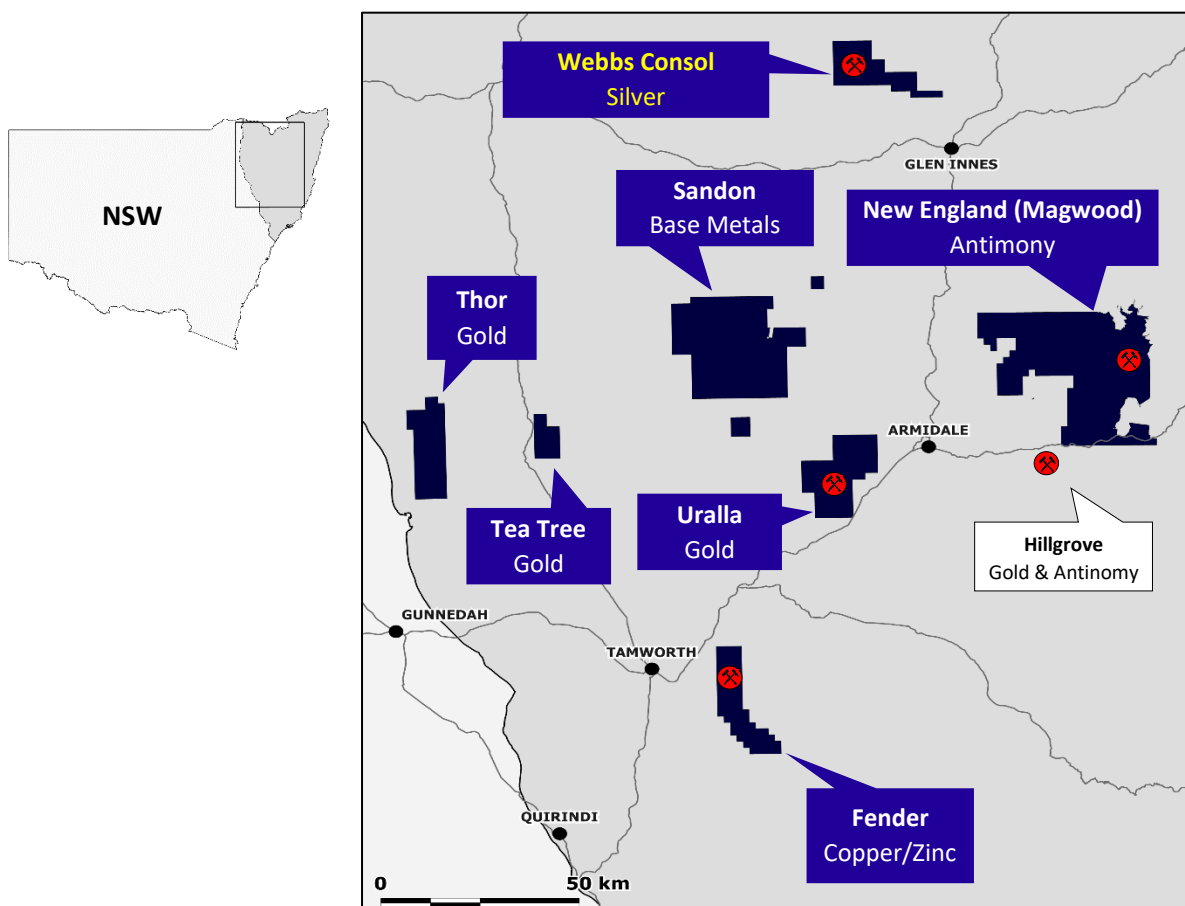 Webbs Consol
Silver
GLEN INNES
NSW
Sandon
Base Metals
New England (Magwood)
Antimony
Thor
Gold
ARMIDALE
Tea Tree
Gold
Uralla
Gold
Hillgrove
Gold & Antinomy
GUNNEDAH
TAMWORTH
QUIRINDI
Fender
Copper/Zinc
0
50 km